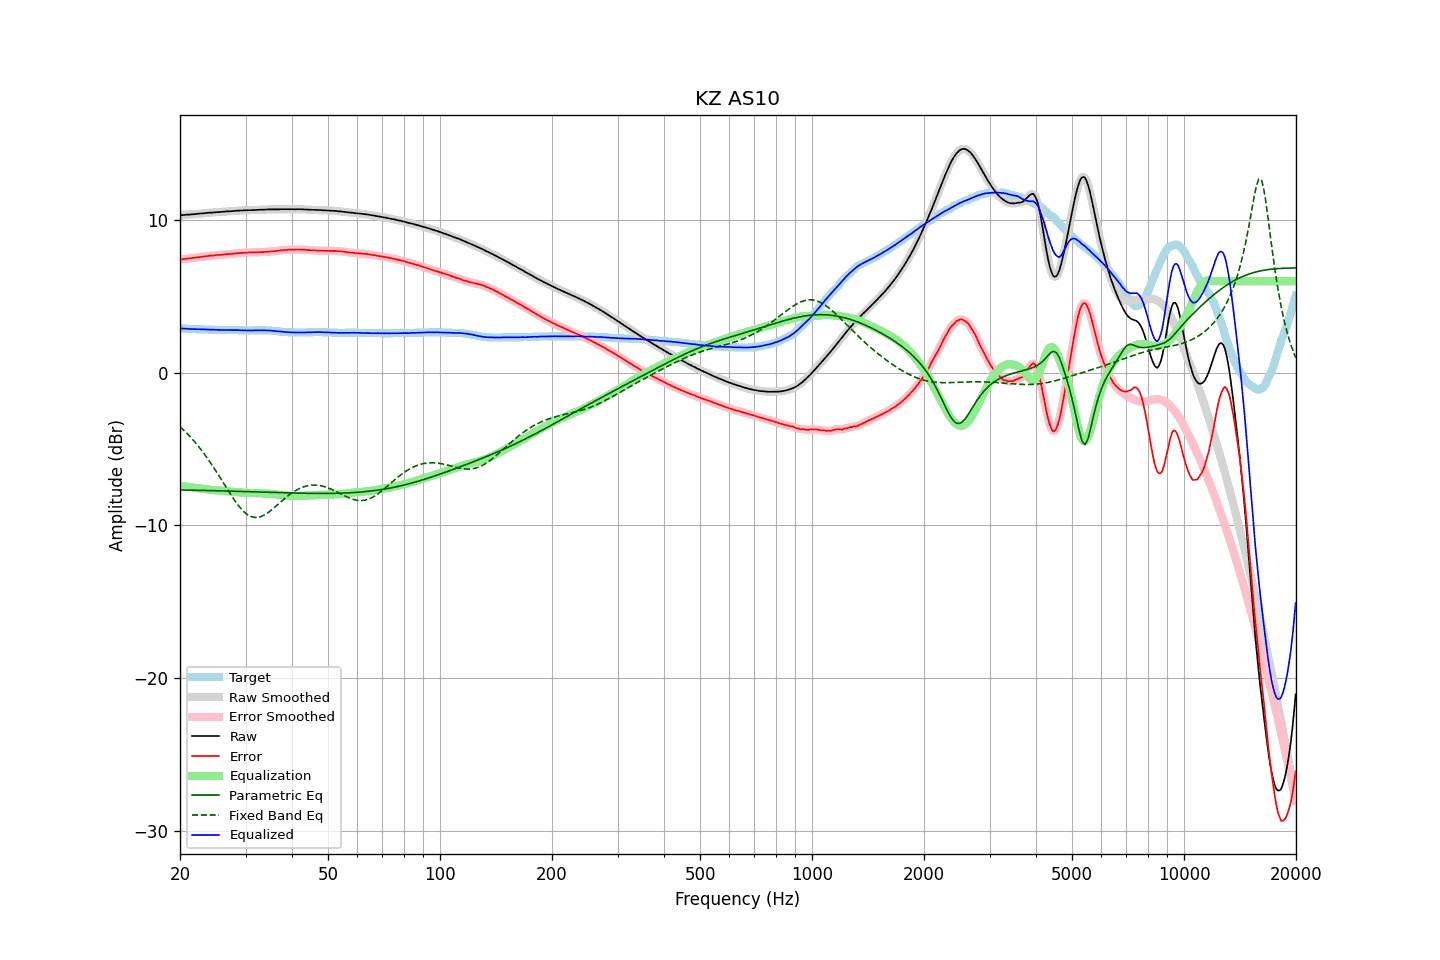 KZ AS10
Amplitude (dBr)
10
0
−10
−20
−30
Target
Raw Smoothed
Error Smoothed
Raw
Error
Equalization
Parametric Eq
Fixed Band Eq
Equalized
20 50 100 200 500 1000 2000 5000 10000 20000
Frequency (Hz)